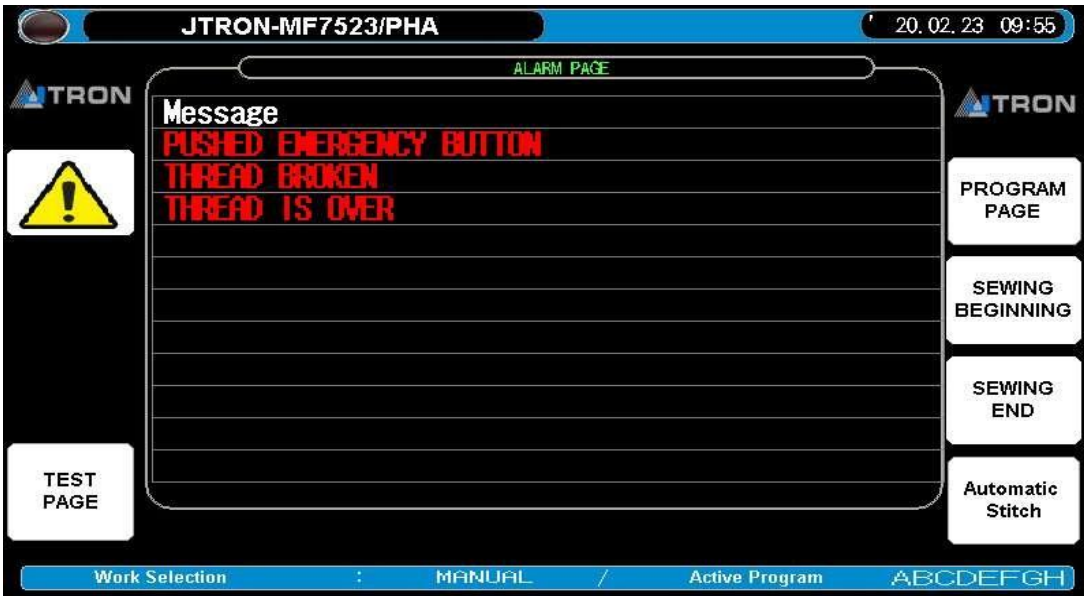 JTRON-MF7523/PHA
' 20.02.23 09:55
ALARM PAGE
TRON
TRON
Message
PUSHED EMERGENCY BUTTON
THREAD BROKEN
THREAD IS OVER
PROGRAM
PAGE
SEWING
BEGINNING
SEWING
END
TEST
PAGE
Automatic
Stitch
Work Selection : MANUAL / Active Program ABCDEFGH